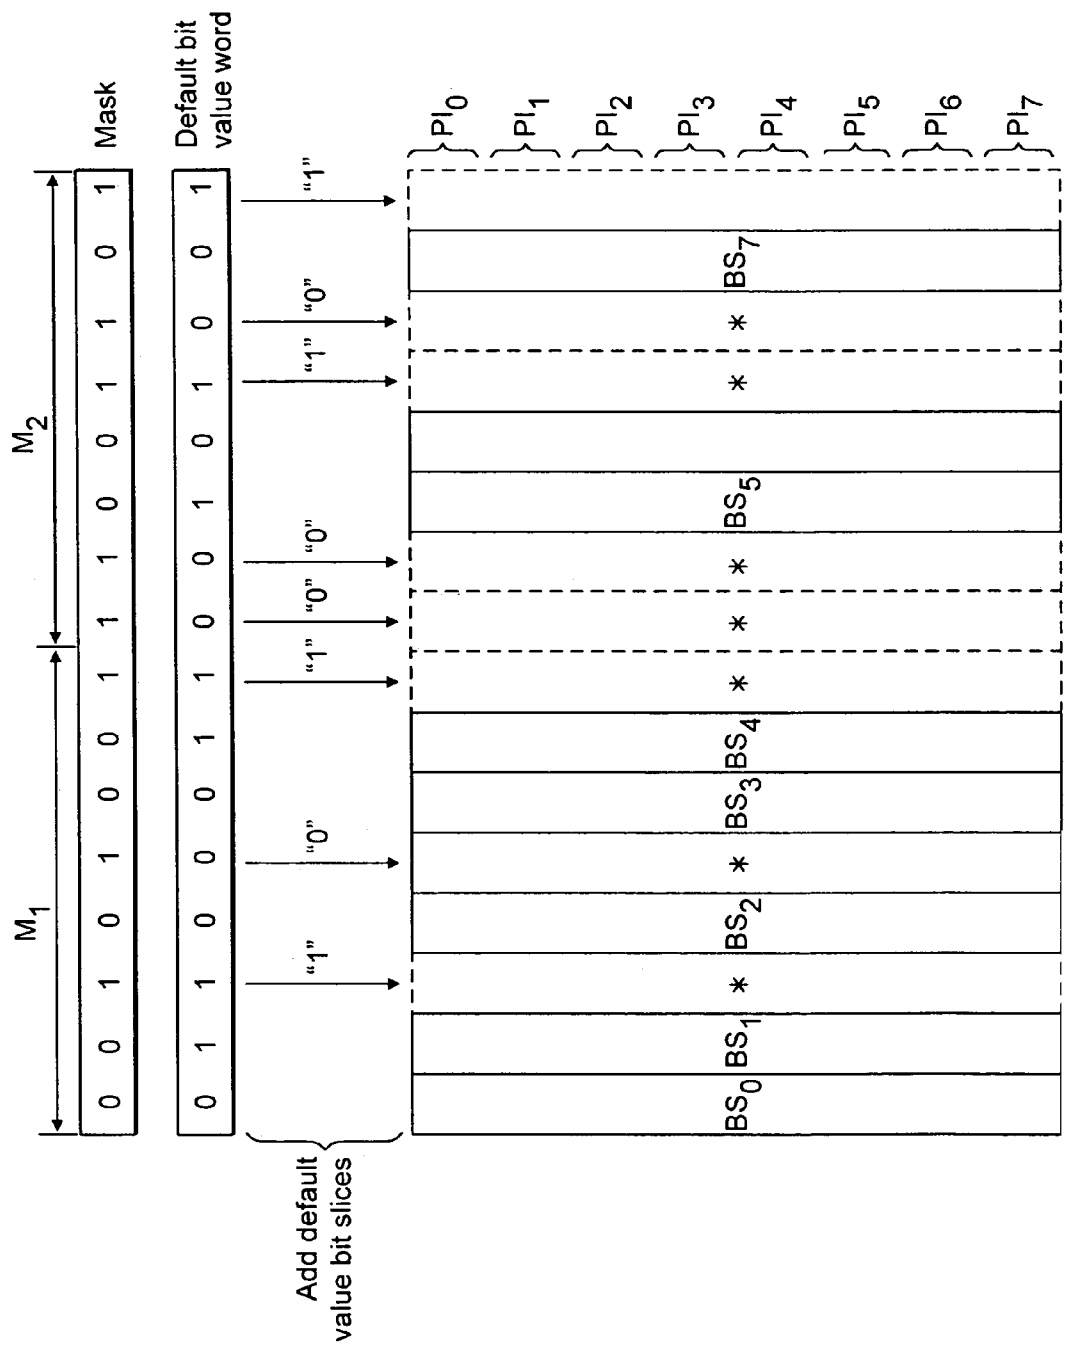 M1 M2
0 0 1 0 1 0 0 1 1 1 0 0 1 1 0 1 Mask
0 1 1 0 0 0 1 1 0 0 1 0 1 0 0 1 Default bit
value word
Add default
value bit slices
“1” “0” “1” “0” “0” “1” “0” “1”
PI0
PI1
PI2
PI3
BS0 BS1 * BS2 * BS3 BS4 * * * BS5 * * BS7
PI4
PI5
PI6
PI7